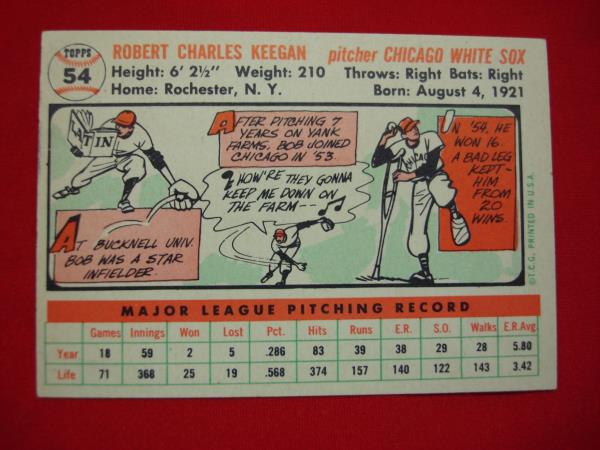 TOPPS
54
ROBERT CHARLES KEEGAN pitcher CHICAGO WHITE SOX
Height: 6' 2½" Weight: 210 Throws: Right Bats: Right
Home: Rochester, N. Y. Born: August 4, 1921
LATIN
AT BUCKNELL UNIV.
BOB WAS A STAR
INFIELDER.
AFTER PITCHING 7
YEARS ON YANK
FARMS, BOB JOINED
CHICAGO IN '53.
HOW'RE THEY GONNA
KEEP ME DOWN ON
THE FARM---
CHICAGO
IN '54, HE
WON 16.
A BAD LEG
KEPT
HIM
FROM
20
WINS.
©T.C.G. PRINTED IN U.S.A.
MAJOR LEAGUE PITCHING RECORD
Games Innings Won Lost Pct. Hits Runs E.R. S.O. Walks E.R.Avg.
Year 18 59 2 5 .286 83 39 38 29 28 5.80
Life 71 368 25 19 .568 374 157 140 122 143 3.42